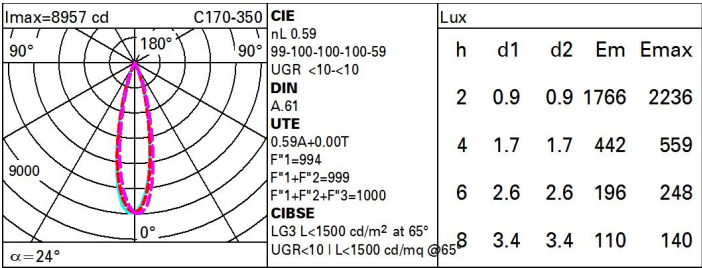 Imax=8957 cd C170-350
90° 180° 90°
9000
0°
α=24°
CIE
nL 0.59
99-100-100-100-59
UGR <10-<10
DIN
A.61
UTE
0.59A+0.00T
F"1=994
F"1+F"2=999
F"1+F"2+F"3=1000
CIBSE
LG3 L<1500 cd/m² at 65°
UGR<10 | L<1500 cd/mq @65°
Lux
h d1 d2 Em Emax
2 0.9 0.9 1766 2236
4 1.7 1.7 442 559
6 2.6 2.6 196 248
8 3.4 3.4 110 140